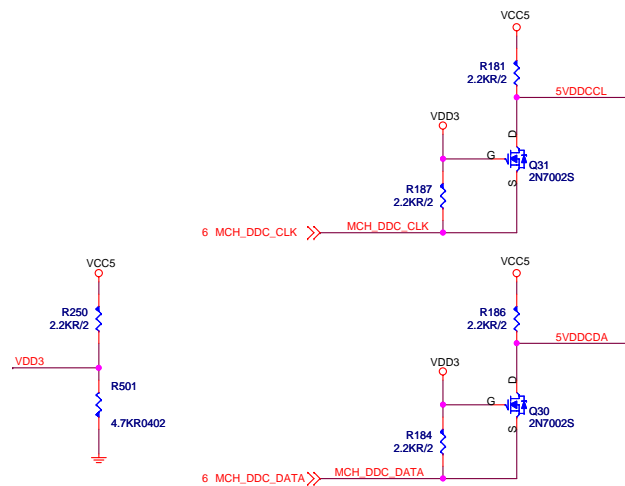 VCC5
R181
2.2KR/2
5VDDCCL
VDD3
D
G
Q31
2N7002S
S
R187
2.2KR/2
6 MCH_DDC_CLK
MCH_DDC_CLK
VCC5
R250
2.2KR/2
VDD3
R501
4.7KR0402
VCC5
R186
2.2KR/2
5VDDCDA
VDD3
D
G
Q30
2N7002S
S
R184
2.2KR/2
6 MCH_DDC_DATA
MCH_DDC_DATA